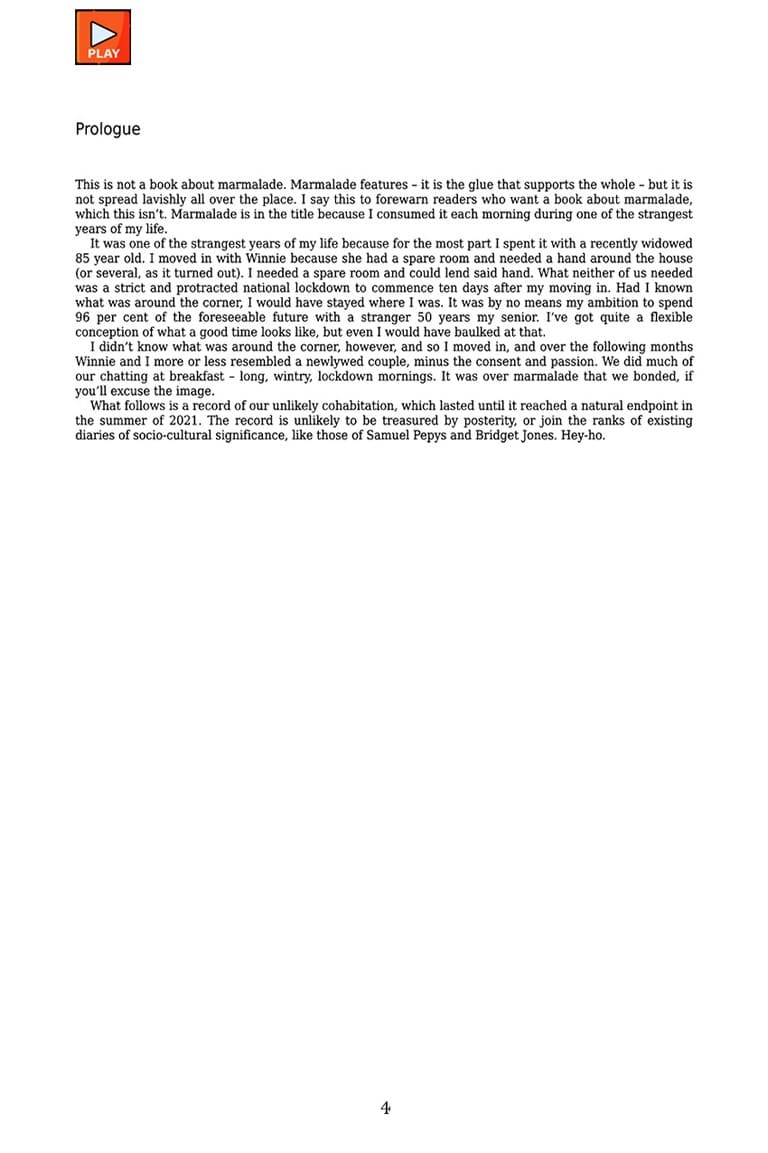 PLAY
Prologue
This is not a book about marmalade. Marmalade features – it is the glue that supports the whole – but it is
not spread lavishly all over the place. I say this to forewarn readers who want a book about marmalade,
which this isn’t. Marmalade is in the title because I consumed it each morning during one of the strangest
years of my life.
It was one of the strangest years of my life because for the most part I spent it with a recently widowed
85 year old. I moved in with Winnie because she had a spare room and needed a hand around the house
(or several, as it turned out). I needed a spare room and could lend said hand. What neither of us needed
was a strict and protracted national lockdown to commence ten days after my moving in. Had I known
what was around the corner, I would have stayed where I was. It was by no means my ambition to spend
96 per cent of the foreseeable future with a stranger 50 years my senior. I’ve got quite a flexible
conception of what a good time looks like, but even I would have baulked at that.
I didn’t know what was around the corner, however, and so I moved in, and over the following months
Winnie and I more or less resembled a newlywed couple, minus the consent and passion. We did much of
our chatting at breakfast – long, wintry, lockdown mornings. It was over marmalade that we bonded, if
you’ll excuse the image.
What follows is a record of our unlikely cohabitation, which lasted until it reached a natural endpoint in
the summer of 2021. The record is unlikely to be treasured by posterity, or join the ranks of existing
diaries of socio-cultural significance, like those of Samuel Pepys and Bridget Jones. Hey-ho.
4